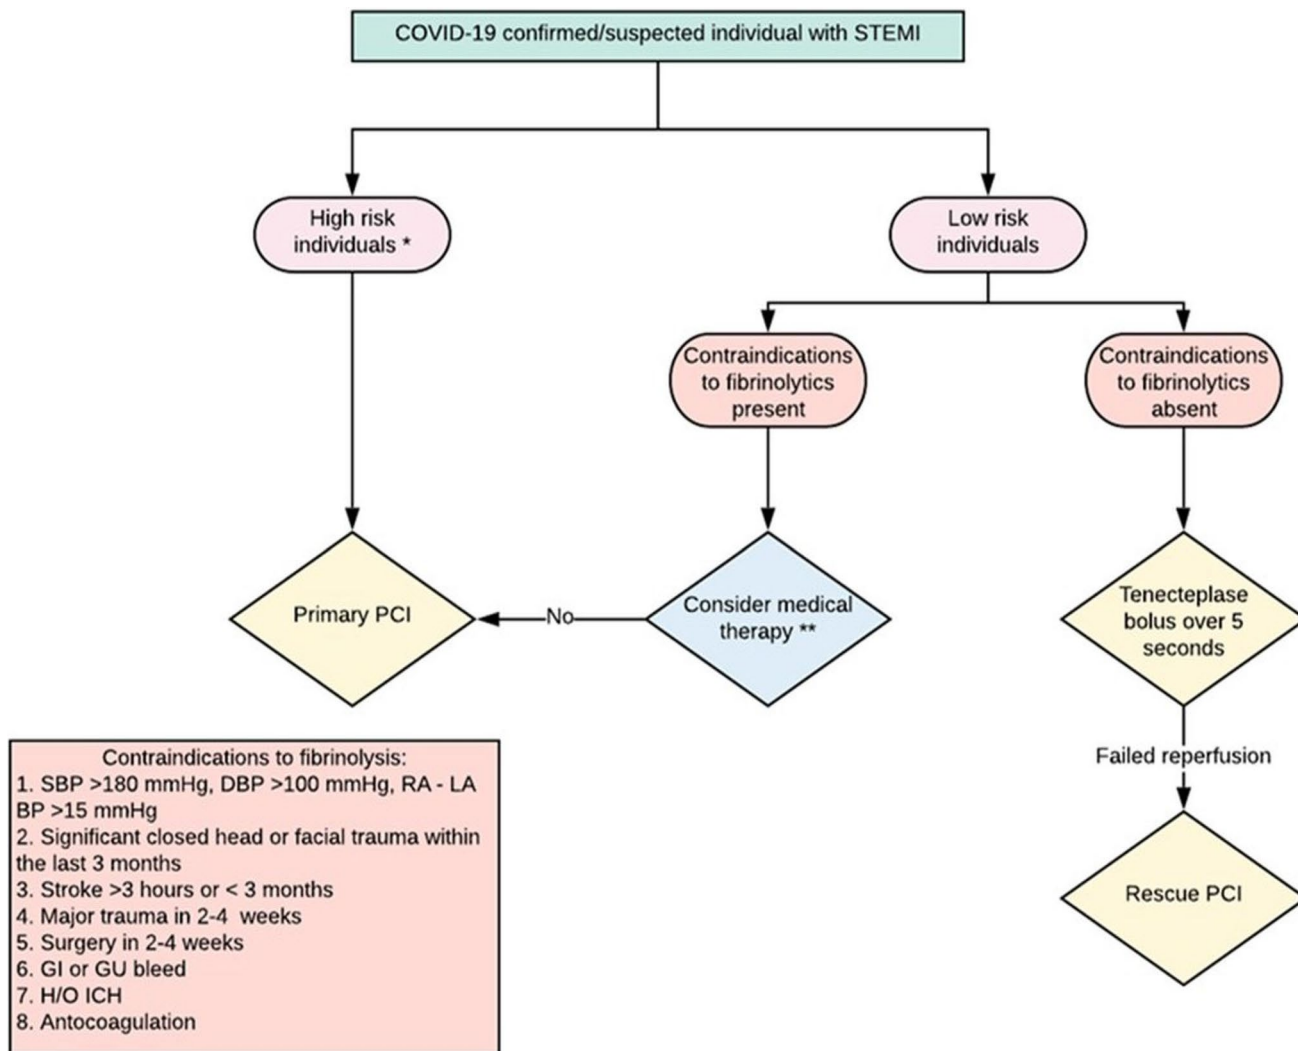 COVID-19 confirmed/suspected individual with STEMI
High risk
individuals *
Low risk
individuals
Contraindications
to fibrinolytics
present
Contraindications
to fibrinolytics
absent
Primary PCI
No
Consider medical
therapy **
Tenecteplase
bolus over 5
seconds
Failed reperfusion
Rescue PCI
Contraindications to fibrinolysis:
1. SBP >180 mmHg, DBP >100 mmHg, RA - LA
BP >15 mmHg
2. Significant closed head or facial trauma within
the last 3 months
3. Stroke >3 hours or < 3 months
4. Major trauma in 2-4 weeks
5. Surgery in 2-4 weeks
6. GI or GU bleed
7. H/O ICH
8. Antocoagulation